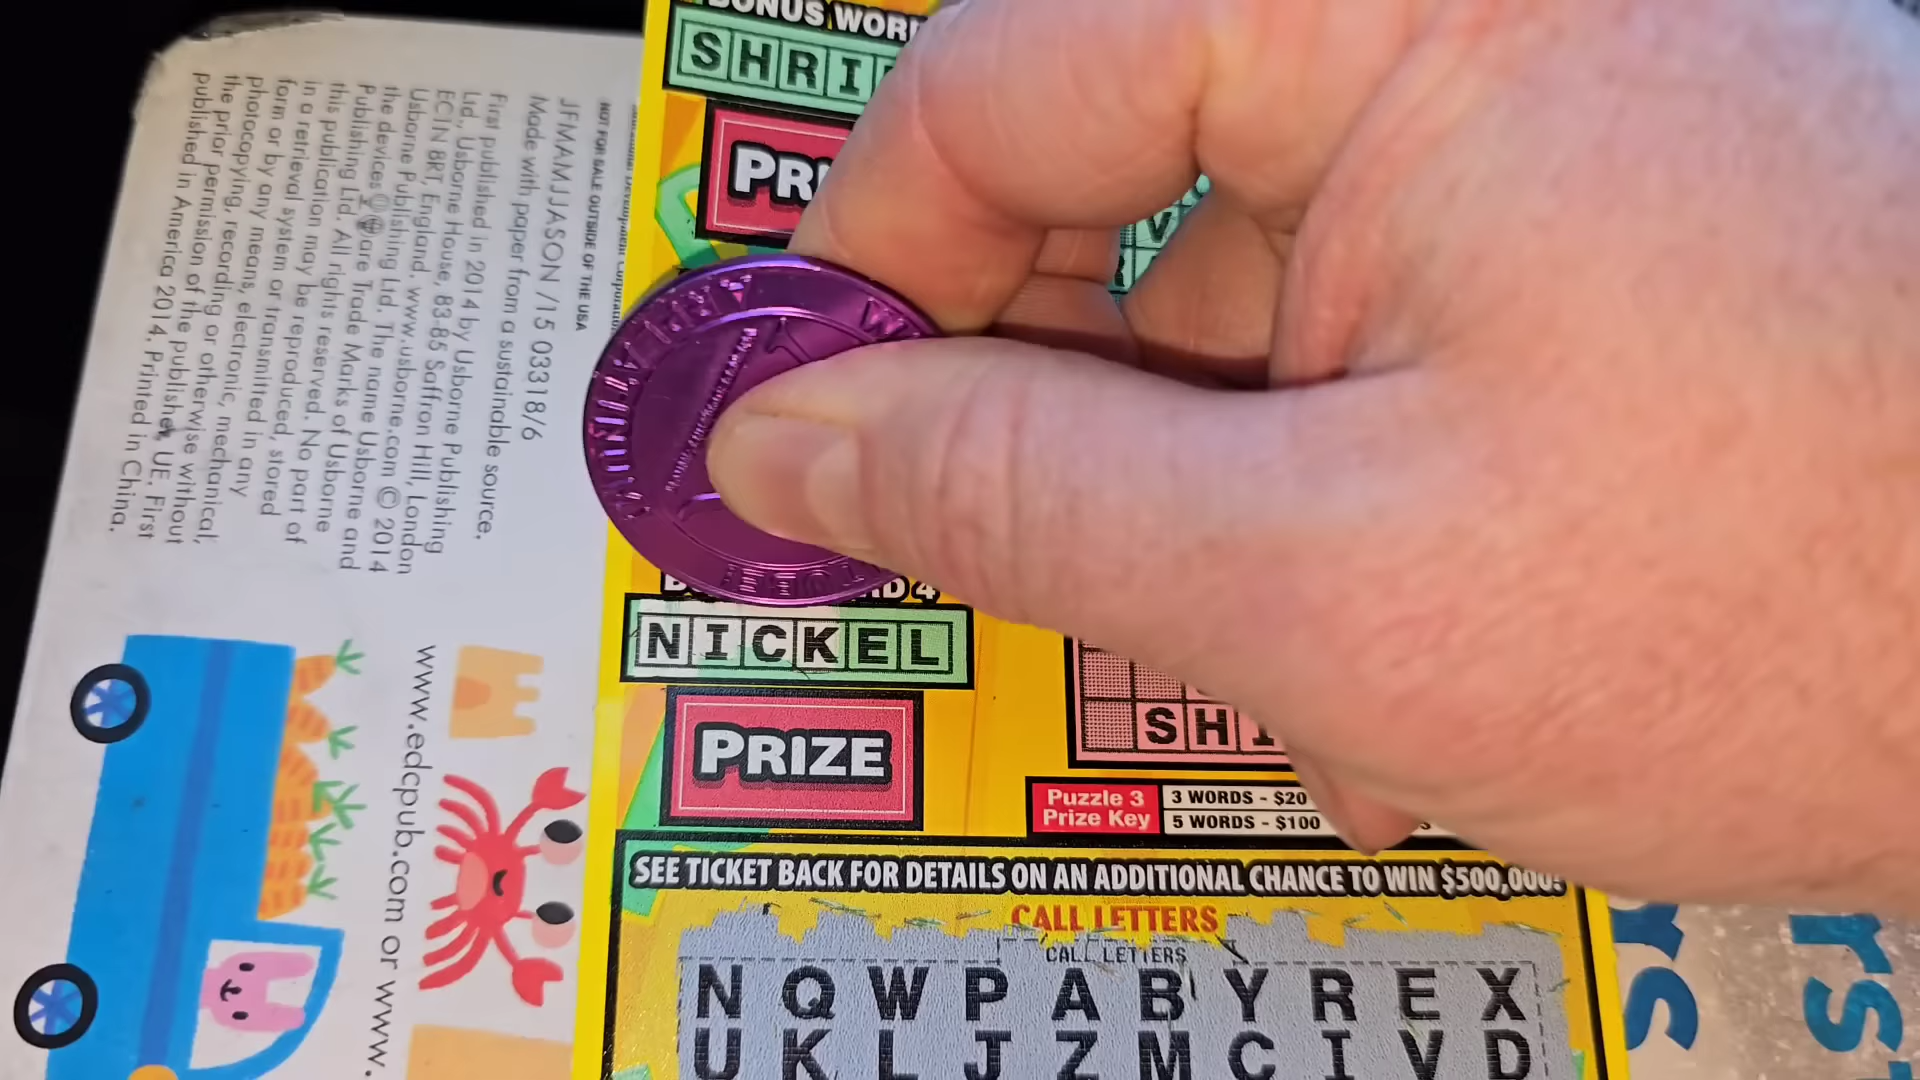 BONUS WOR
SHRI
PRI
NOT FOR SALE OUTSIDE OF THE USA
JFMAMJJASON/15 03318/6
Made with paper from a sustainable source.
First published in 2014 by Usborne Publishing
Ltd, Usborne House, 83-85 Saffron Hill, London
EC1N 8RT, England, www.usborne.com © 2014
Usborne Publishing Ltd. The name Usborne and
the devices are Trade Marks of Usborne
Publishing Ltd. All rights reserved. No part of
this publication may be reproduced, stored
in a retrieval system or transmitted in any
form or by any means, electronic, mechanical,
photocopying, recording or otherwise without
the prior permission of the publisher, UE. First
published in America 2014, Printed in China.
www.edcpub.com or www.
RD 4
NICKEL
PRIZE
SHI
Puzzle 3
Prize Key
3 WORDS - $20
5 WORDS - $100
SEE TICKET BACK FOR DETAILS ON AN ADDITIONAL CHANCE TO WIN $500,000!
CALL LETTERS
CALL LETTERS
N Q W P A B Y R E X
U K L J Z M C I V D
rs
rs